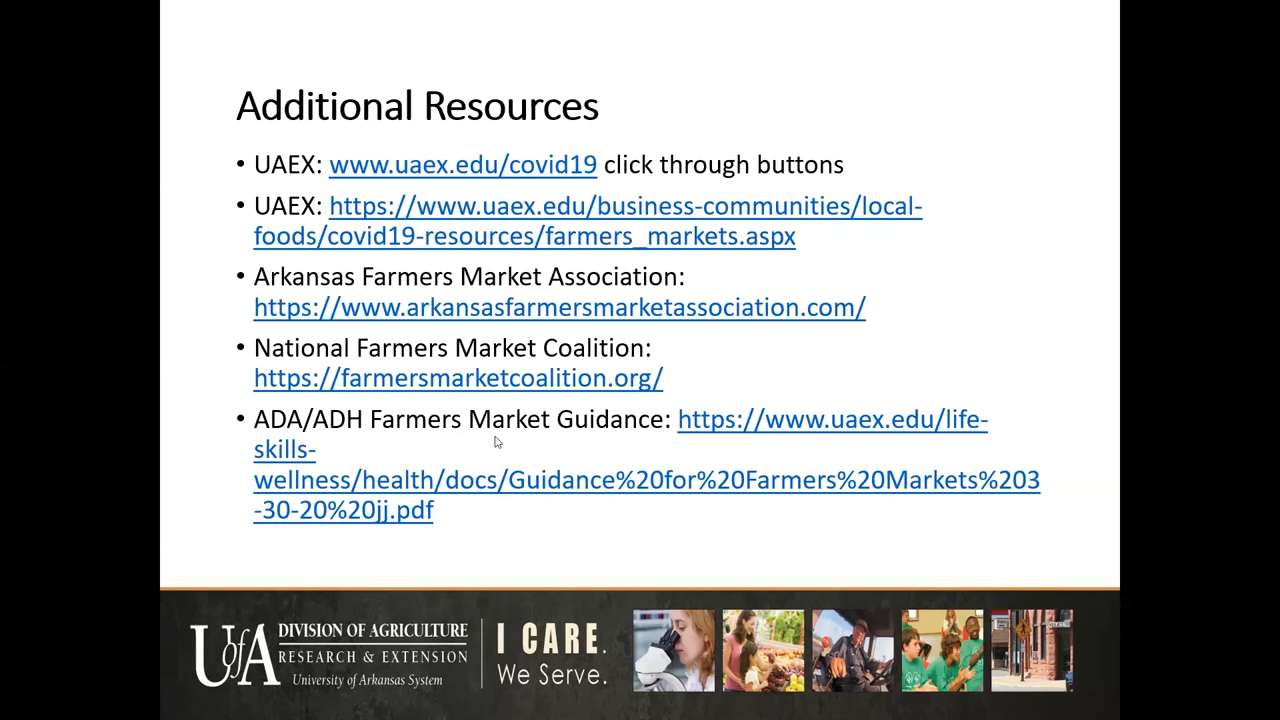 Additional Resources
• UAEX: www.uaex.edu/covid19 click through buttons
• UAEX: https://www.uaex.edu/business-communities/local-
foods/covid19-resources/farmers_markets.aspx
• Arkansas Farmers Market Association:
https://www.arkansasfarmersmarketassociation.com/
• National Farmers Market Coalition:
https://farmersmarketcoalition.org/
• ADA/ADH Farmers Market Guidance: https://www.uaex.edu/life-
skills-
wellness/health/docs/Guidance%20for%20Farmers%20Markets%203
-30-20%20jj.pdf
UofA
DIVISION OF AGRICULTURE
RESEARCH & EXTENSION
University of Arkansas System
I CARE.
We Serve.